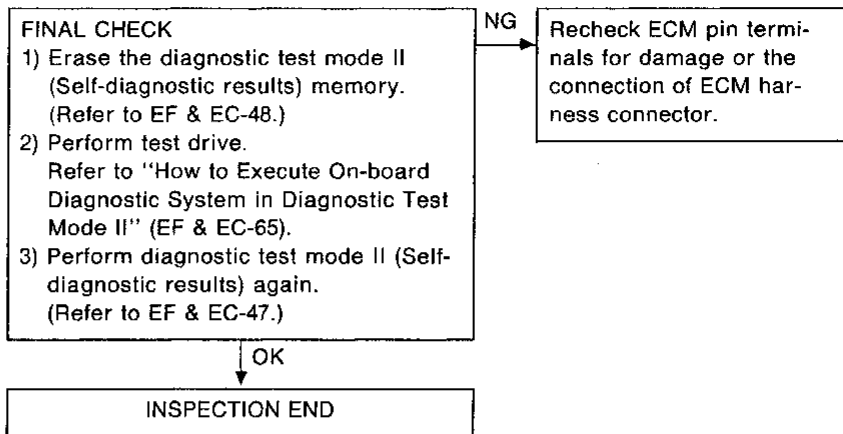 FINAL CHECK
1) Erase the diagnostic test mode II
(Self-diagnostic results) memory.
(Refer to EF & EC-48.)
2) Perform test drive.
Refer to "How to Execute On-board
Diagnostic System in Diagnostic Test
Mode II" (EF & EC-65).
3) Perform diagnostic test mode II (Self-
diagnostic results) again.
(Refer to EF & EC-47.)
NG
Recheck ECM pin termi-
nals for damage or the
connection of ECM har-
ness connector.
OK
INSPECTION END